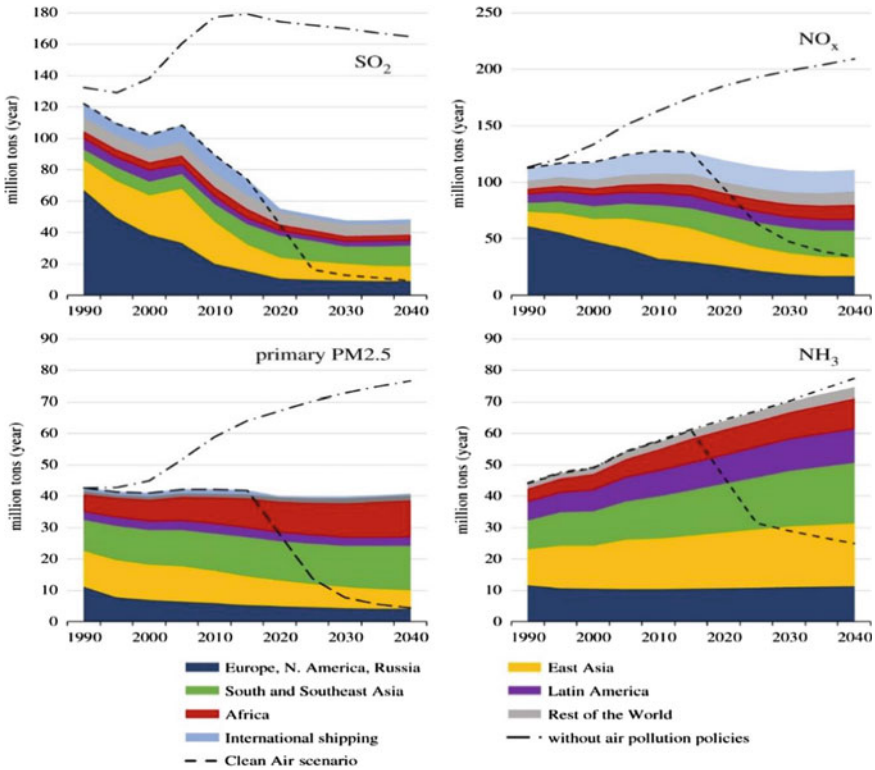 180
160
140
120
100
80
60
40
20
0
million tons (year)
SO2
1990 2000 2010 2020 2030 2040
250
200
150
100
50
0
million tons (year)
NOx
1990 2000 2010 2020 2030 2040
90
80
70
60
50
40
30
20
10
0
million tons (year)
primary PM2.5
1990 2000 2010 2020 2030 2040
90
80
70
60
50
40
30
20
10
0
million tons (year)
NH3
1990 2000 2010 2020 2030 2040
Europe, N. America, Russia
East Asia
South and Southeast Asia
Latin America
Africa
Rest of the World
International shipping
without air pollution policies
Clean Air scenario